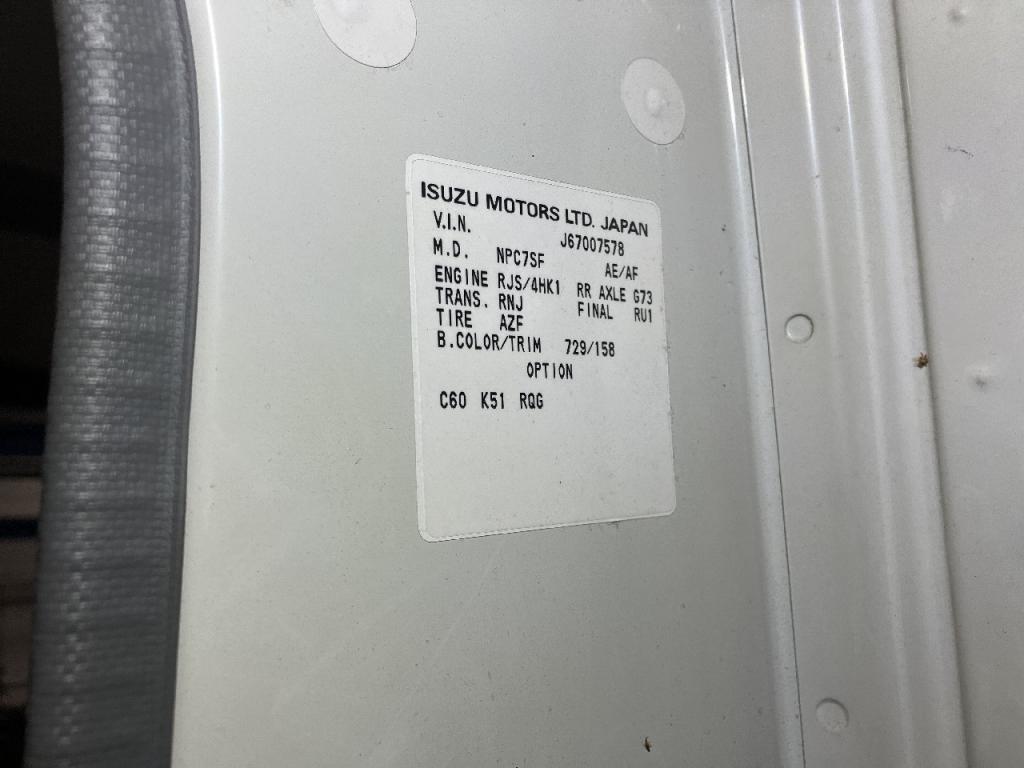 ISUZU MOTORS LTD. JAPAN
V.I.N. J67007578
M.D. NPC7SF AE/AF
ENGINE RJS/4HK1 RR AXLE G73
TRANS. RNJ FINAL RU1
TIRE AZF
B.COLOR/TRIM 729/158
OPTION
C60 K51 RQG